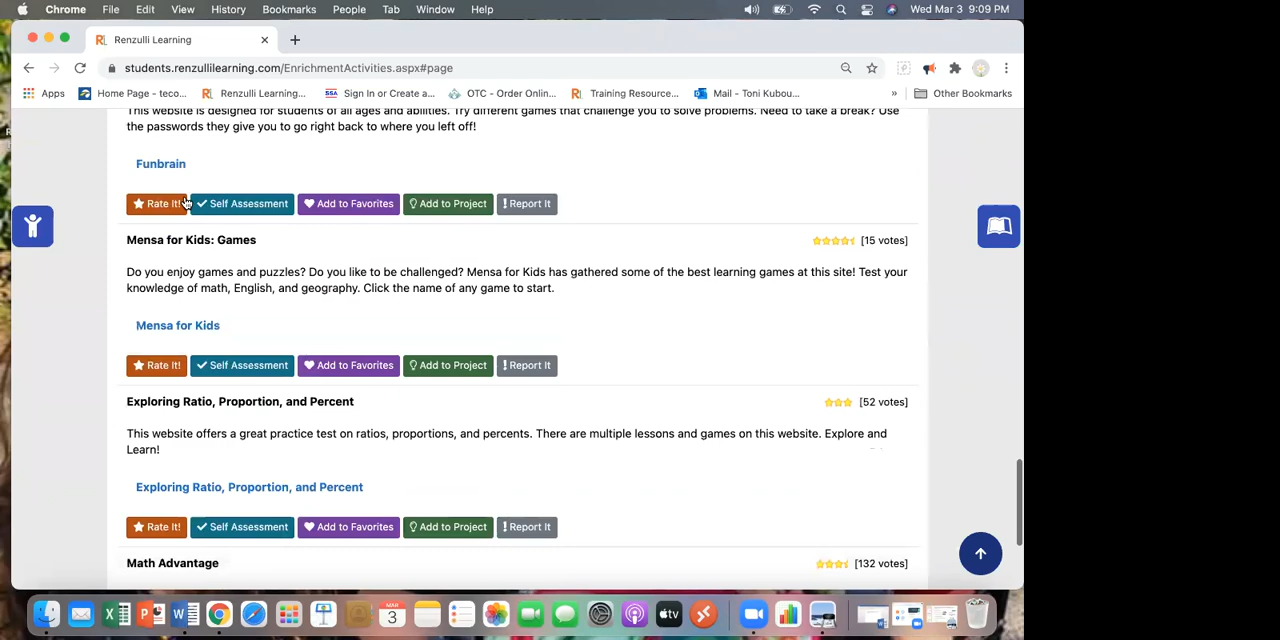 Chrome File Edit View History Bookmarks People Tab Window Help Wed Mar 3 9:09 PM
Renzulli Learning
students.renzullilearning.com/EnrichmentActivities.aspx#page
Apps Home Page - teco... Renzulli Learning... SSA Sign In or Create a... OTC - Order Onlin... Training Resource... Mail - Toni Kubou... » Other Bookmarks
This website is designed for students of all ages and abilities. Try different games that challenge you to solve problems. Need to take a break? Use
the passwords they give you to go right back to where you left off!
Funbrain
Rate It! Self Assessment Add to Favorites Add to Project Report It
Mensa for Kids: Games [15 votes]
Do you enjoy games and puzzles? Do you like to be challenged? Mensa for Kids has gathered some of the best learning games at this site! Test your
knowledge of math, English, and geography. Click the name of any game to start.
Mensa for Kids
Rate It! Self Assessment Add to Favorites Add to Project Report It
Exploring Ratio, Proportion, and Percent [52 votes]
This website offers a great practice test on ratios, proportions, and percents. There are multiple lessons and games on this website. Explore and
Learn!
Exploring Ratio, Proportion, and Percent
Rate It! Self Assessment Add to Favorites Add to Project Report It
Math Advantage [132 votes]
MAR
3
tv